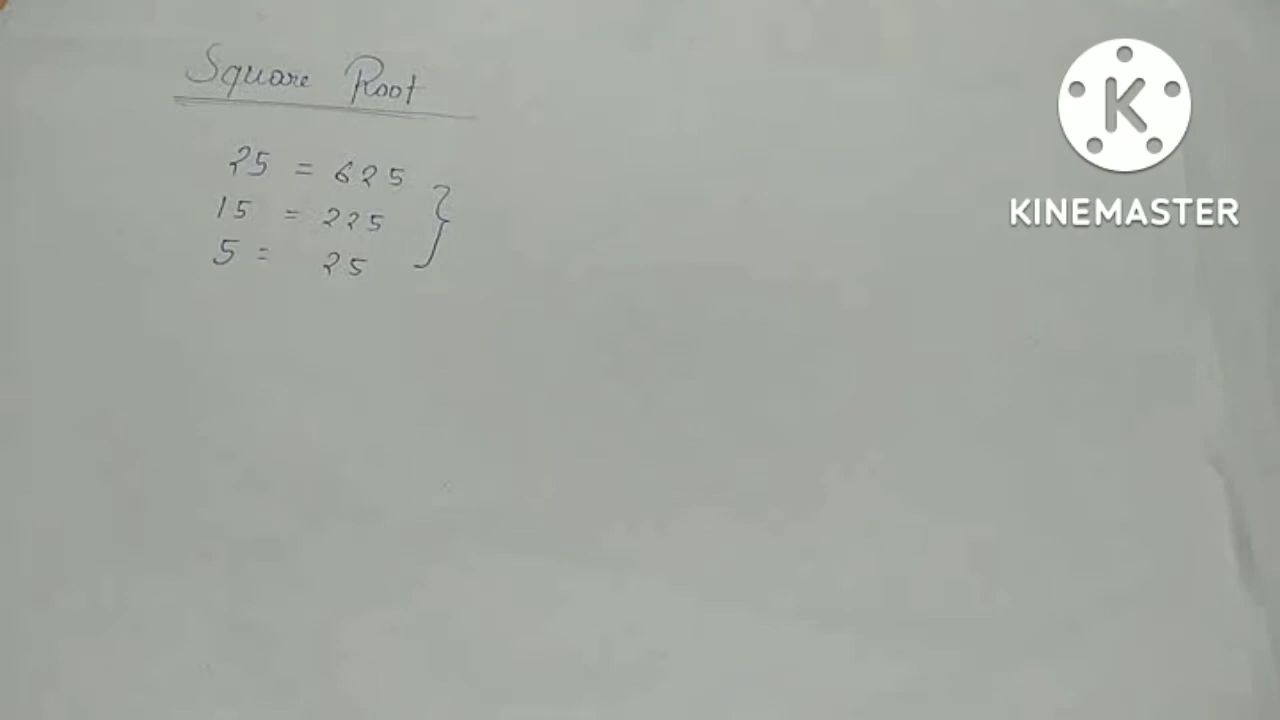 Square Root
25 = 625
15 = 225
5 = 25
KINEMASTER